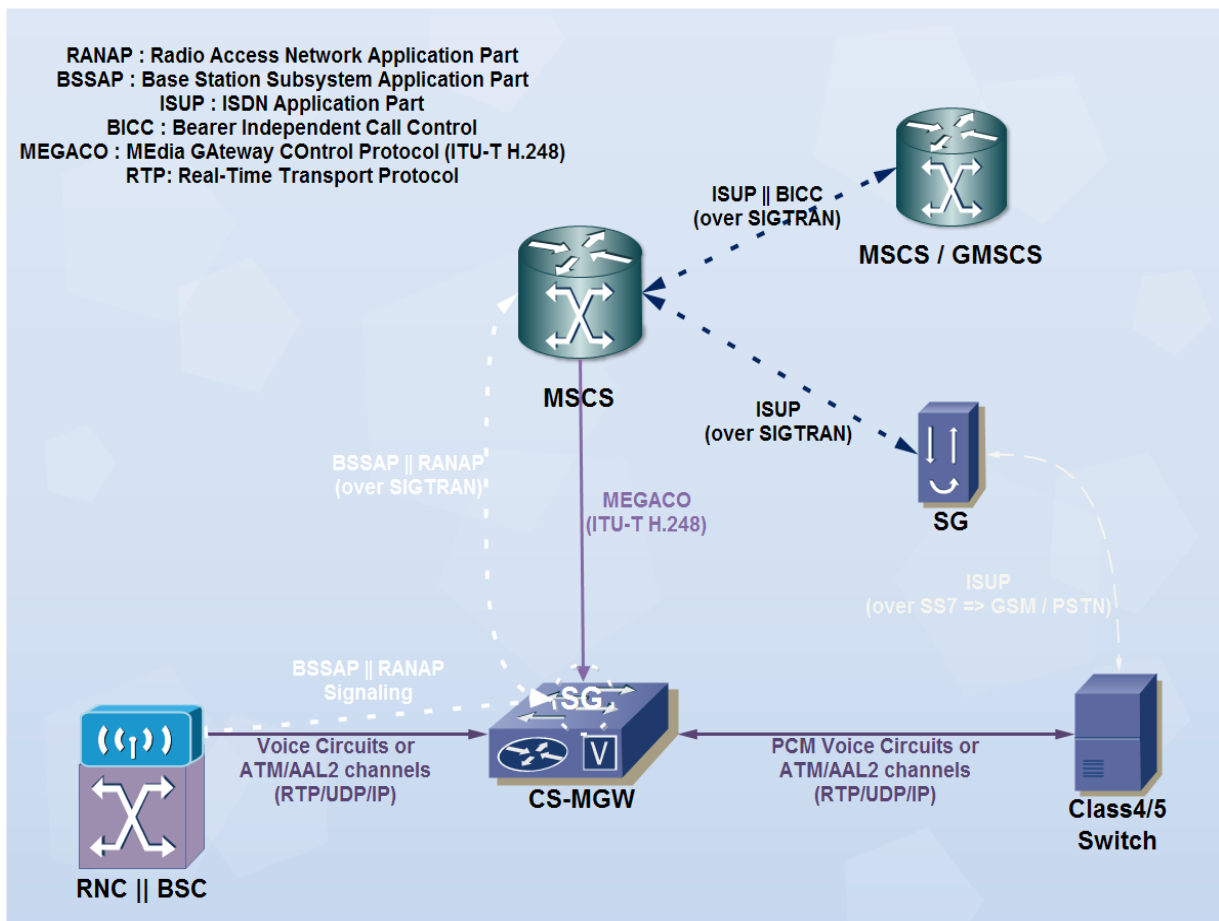 RANAP : Radio Access Network Application Part
BSSAP : Base Station Subsystem Application Part
ISUP : ISDN Application Part
BICC : Bearer Independent Call Control
MEGACO : MEdia GAteway COntrol Protocol (ITU-T H.248)
RTP: Real-Time Transport Protocol
ISUP || BICC
(over SIGTRAN)
MSCS / GMSCS
MSCS
ISUP
(over SIGTRAN)
BSSAP || RANAP
(over SIGTRAN)
MEGACO
(ITU-T H.248)
SG
ISUP
(over SS7 => GSM / PSTN)
BSSAP || RANAP
Signaling
SG
Voice Circuits or
ATM/AAL2 channels
(RTP/UDP/IP)
V
CS-MGW
PCM Voice Circuits or
ATM/AAL2 channels
(RTP/UDP/IP)
Class4/5
Switch
RNC || BSC